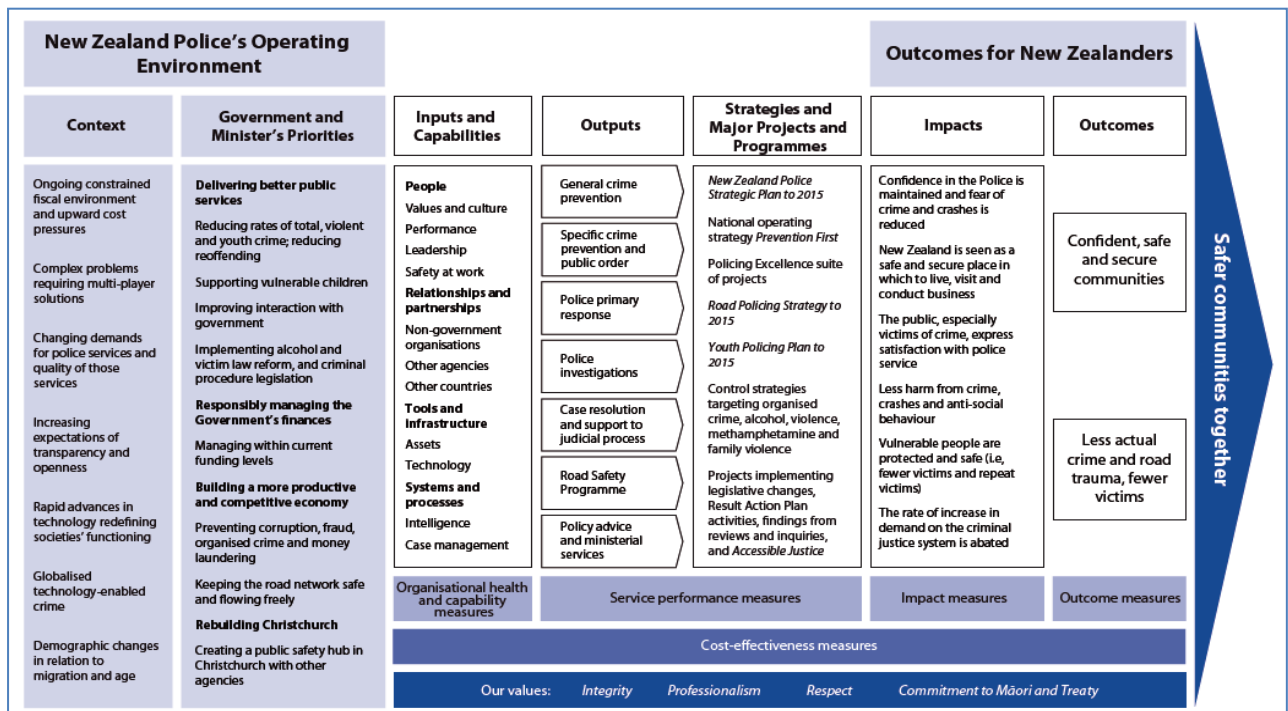 New Zealand Police's Operating
Environment
Outcomes for New Zealanders
Context
Government and
Minister's Priorities
Inputs and
Capabilities
Outputs
Strategies and
Major Projects and
Programmes
Impacts
Outcomes
Ongoing constrained
fiscal environment
and upward cost
pressures
Complex problems
requiring multi-player
solutions
Changing demands
for police services and
quality of those
services
Increasing
expectations of
transparency and
openness
Rapid advances in
technology redefining
societies' functioning
Globalised
technology-enabled
crime
Demographic changes
in relation to
migration and age
Delivering better public
services
Reducing rates of total, violent
and youth crime; reducing
reoffending
Supporting vulnerable children
Improving interaction with
government
Implementing alcohol and
victim law reform, and criminal
procedure legislation
Responsibly managing the
Government's finances
Managing within current
funding levels
Building a more productive
and competitive economy
Preventing corruption, fraud,
organised crime and money
laundering
Keeping the road network safe
and flowing freely
Rebuilding Christchurch
Creating a public safety hub in
Christchurch with other
agencies
People
Values and culture
Performance
Leadership
Safety at work
Relationships and
partnerships
Non-government
organisations
Other agencies
Other countries
Tools and
infrastructure
Assets
Technology
Systems and
processes
Intelligence
Case management
General crime
prevention
Specific crime
prevention and
public order
Police primary
response
Police
investigations
Case resolution
and support to
judicial process
Road Safety
Programme
Policy advice
and ministerial
services
New Zealand Police
Strategic Plan to 2015
National operating
strategy Prevention First
Policing Excellence suite
of projects
Road Policing Strategy to
2015
Youth Policing Plan to
2015
Control strategies
targeting organised
crime, alcohol, violence,
methamphetamine and
family violence
Projects implementing
legislative changes,
Result Action Plan
activities, findings from
reviews and inquiries,
and Accessible Justice
Confidence in the Police is
maintained and fear of
crime and crashes is
reduced
New Zealand is seen as a
safe and secure place in
which to live, visit and
conduct business
The public, especially
victims of crime, express
satisfaction with police
service
Less harm from crime,
crashes and anti-social
behaviour
Vulnerable people are
protected and safe (i.e,
fewer victims and repeat
victims)
The rate of increase in
demand on the criminal
justice system is abated
Confident, safe
and secure
communities
Less actual
crime and road
trauma, fewer
victims
Safer communities together
Organisational health
and capability
measures
Service performance measures
Impact measures
Outcome measures
Cost-effectiveness measures
Our values: Integrity Professionalism Respect Commitment to Māori and Treaty